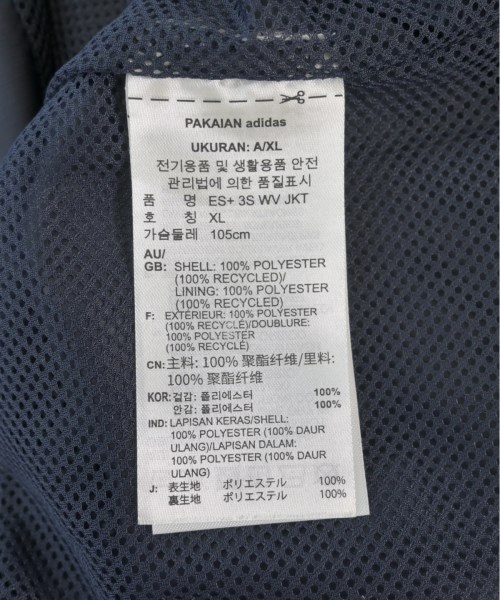 PAKAIAN adidas
UKURAN: A/XL
전기용품 및 생활용품 안전
관리법에 의한 품질표시
품 명 ES+ 3S WV JKT
호 칭 XL
가슴둘레 105cm
AU/
GB: SHELL: 100% POLYESTER
(100% RECYCLED)/
LINING: 100% POLYESTER
(100% RECYCLED)
F: EXTÉRIEUR: 100% POLYESTER
(100% RECYCLÉ)/DOUBLURE:
100% POLYESTER
(100% RECYCLÉ)
CN: 主料: 100% 聚酯纤维/里料:
100% 聚酯纤维
KOR: 겉감: 폴리에스터 100%
안감: 폴리에스터 100%
IND: LAPISAN KERAS/SHELL:
100% POLYESTER (100% DAUR
ULANG)/LAPISAN DALAM:
100% POLYESTER (100% DAUR
ULANG)
J: 表生地 ポリエステル 100%
裏生地 ポリエステル 100%